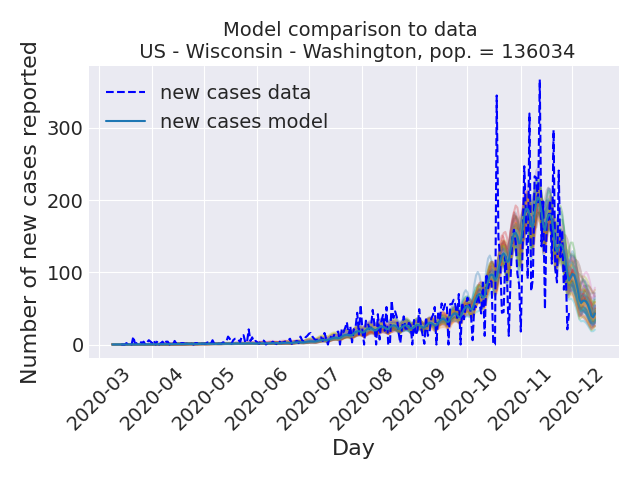 Model comparison to data
US - Wisconsin - Washington, pop. = 136034
Number of new cases reported
new cases data
new cases model
300
200
100
0
2020-03
2020-04
2020-05
2020-06
2020-07
2020-08
2020-09
2020-10
2020-11
2020-12
Day